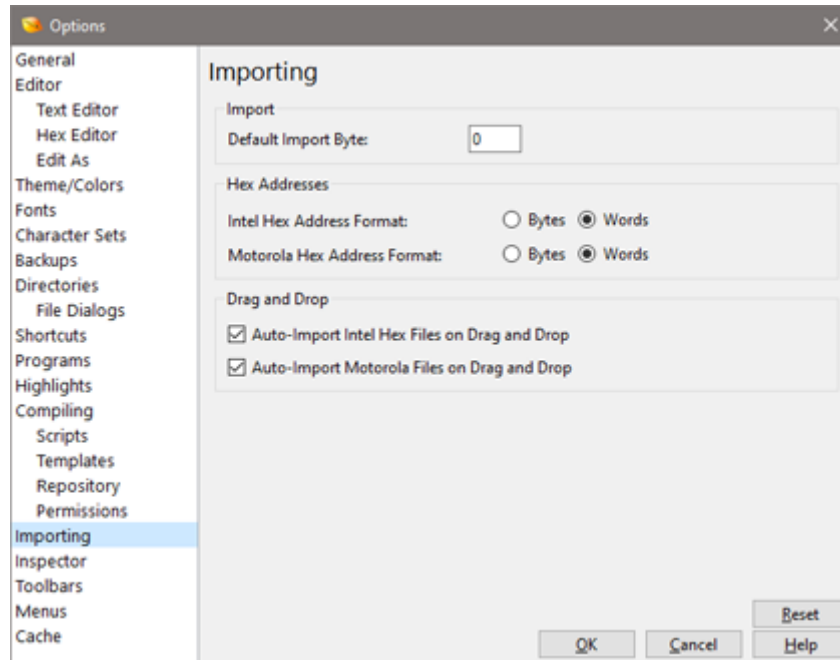 Options
General
Editor
Text Editor
Hex Editor
Edit As
Theme/Colors
Fonts
Character Sets
Backups
Directories
File Dialogs
Shortcuts
Programs
Highlights
Compiling
Scripts
Templates
Repository
Permissions
Importing
Inspector
Toolbars
Menus
Cache
Importing
Import
Default Import Byte: 0
Hex Addresses
Intel Hex Address Format: Bytes Words
Motorola Hex Address Format: Bytes Words
Drag and Drop
Auto-Import Intel Hex Files on Drag and Drop
Auto-Import Motorola Files on Drag and Drop
Reset
OK Cancel Help